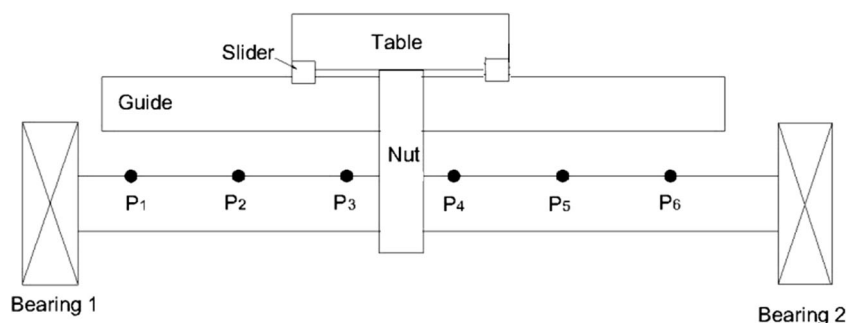 Table
Slider
Guide
Nut
P1 P2 P3 P4 P5 P6
Bearing 1
Bearing 2